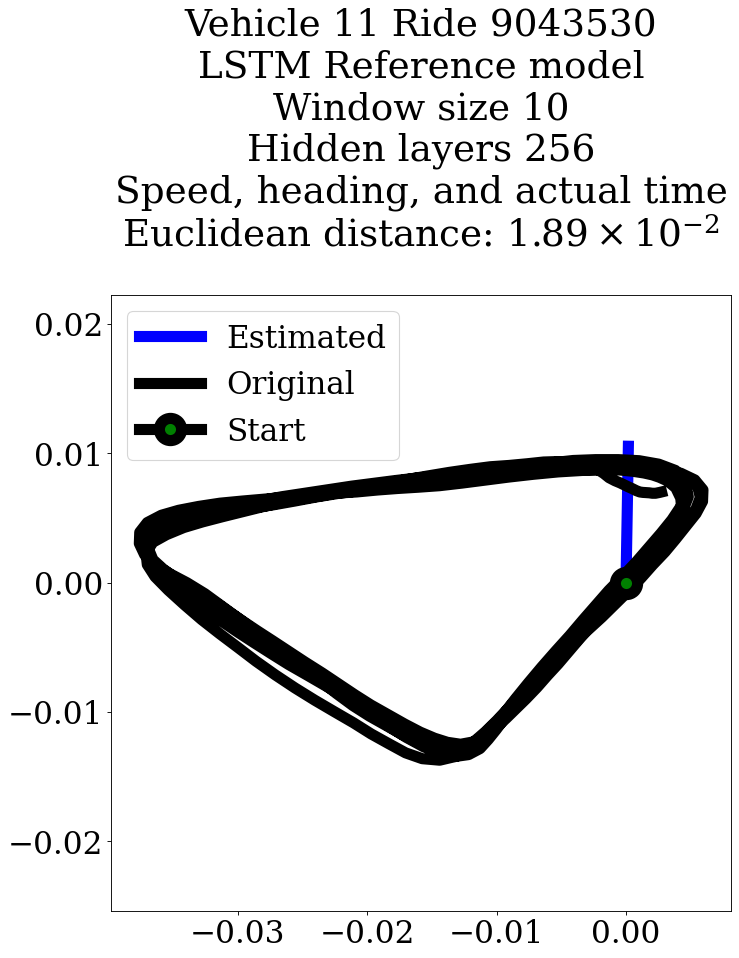 Vehicle 11 Ride 9043530
LSTM Reference model
Window size 10
Hidden layers 256
Speed, heading, and actual time
Euclidean distance: 1.89 × 10⁻²
Estimated
Original
Start
0.02
0.01
0.00
−0.01
−0.02
−0.03 −0.02 −0.01 0.00